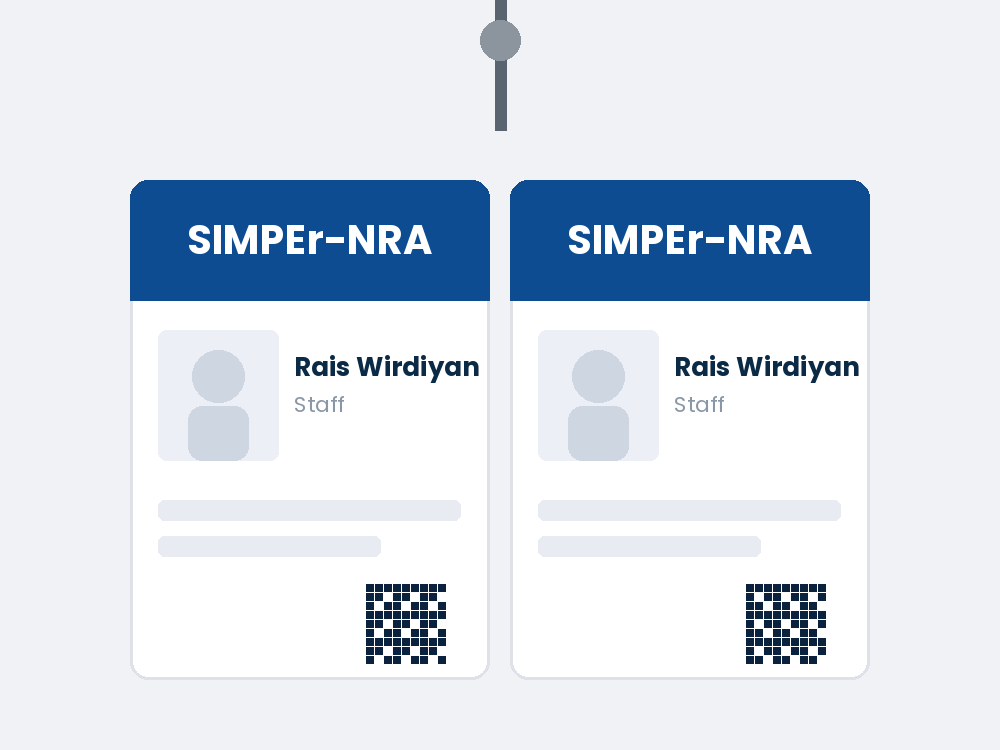 SIMPEr-NRA
Rais Wirdiyan
Staff
SIMPEr-NRA
Rais Wirdiyan
Staff